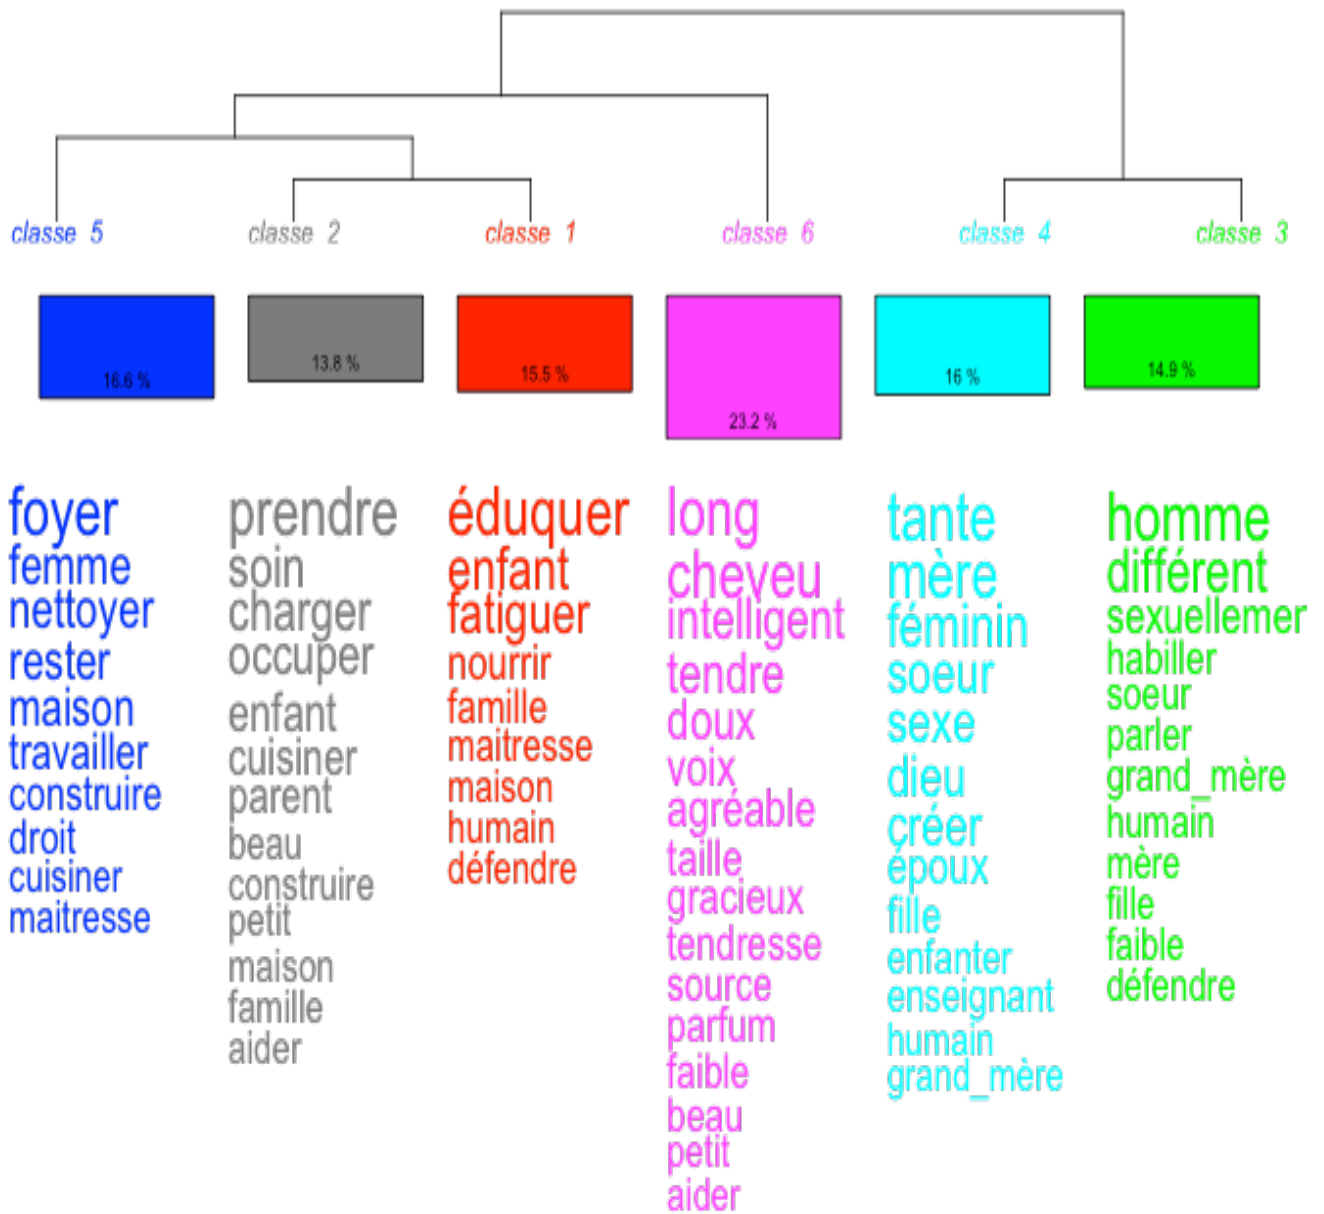 classe 5
classe 2
classe 1
classe 6
classe 4
classe 3
16.6 %
13.8 %
15.5 %
23.2 %
16 %
14.9 %
foyer
femme
nettoyer
rester
maison
travailler
construire
droit
cuisiner
maitresse
prendre
soin
charger
occuper
enfant
cuisiner
parent
beau
construire
petit
maison
famille
aider
éduquer
enfant
fatiguer
nourrir
famille
maitresse
maison
humain
défendre
long
cheveu
intelligent
tendre
doux
voix
agréable
taille
gracieux
tendresse
source
parfum
faible
beau
petit
aider
tante
mère
féminin
soeur
sexe
dieu
créer
époux
fille
enfanter
enseignant
humain
grand_mère
homme
différent
sexuellemer
habiller
soeur
parler
grand_mère
humain
mère
fille
faible
défendre